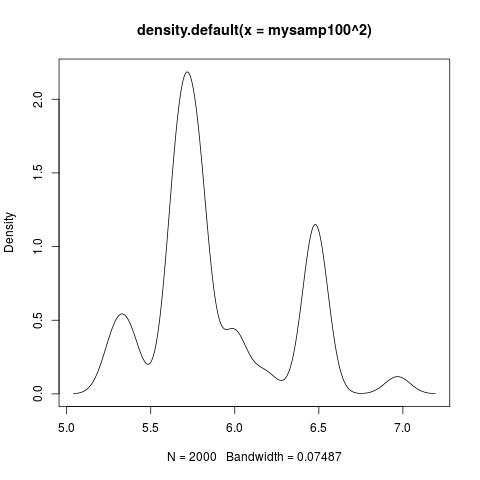 density.default(x = mysamp100^2)
Density
2.0
1.5
1.0
0.5
0.0
5.0 5.5 6.0 6.5 7.0
N = 2000 Bandwidth = 0.07487